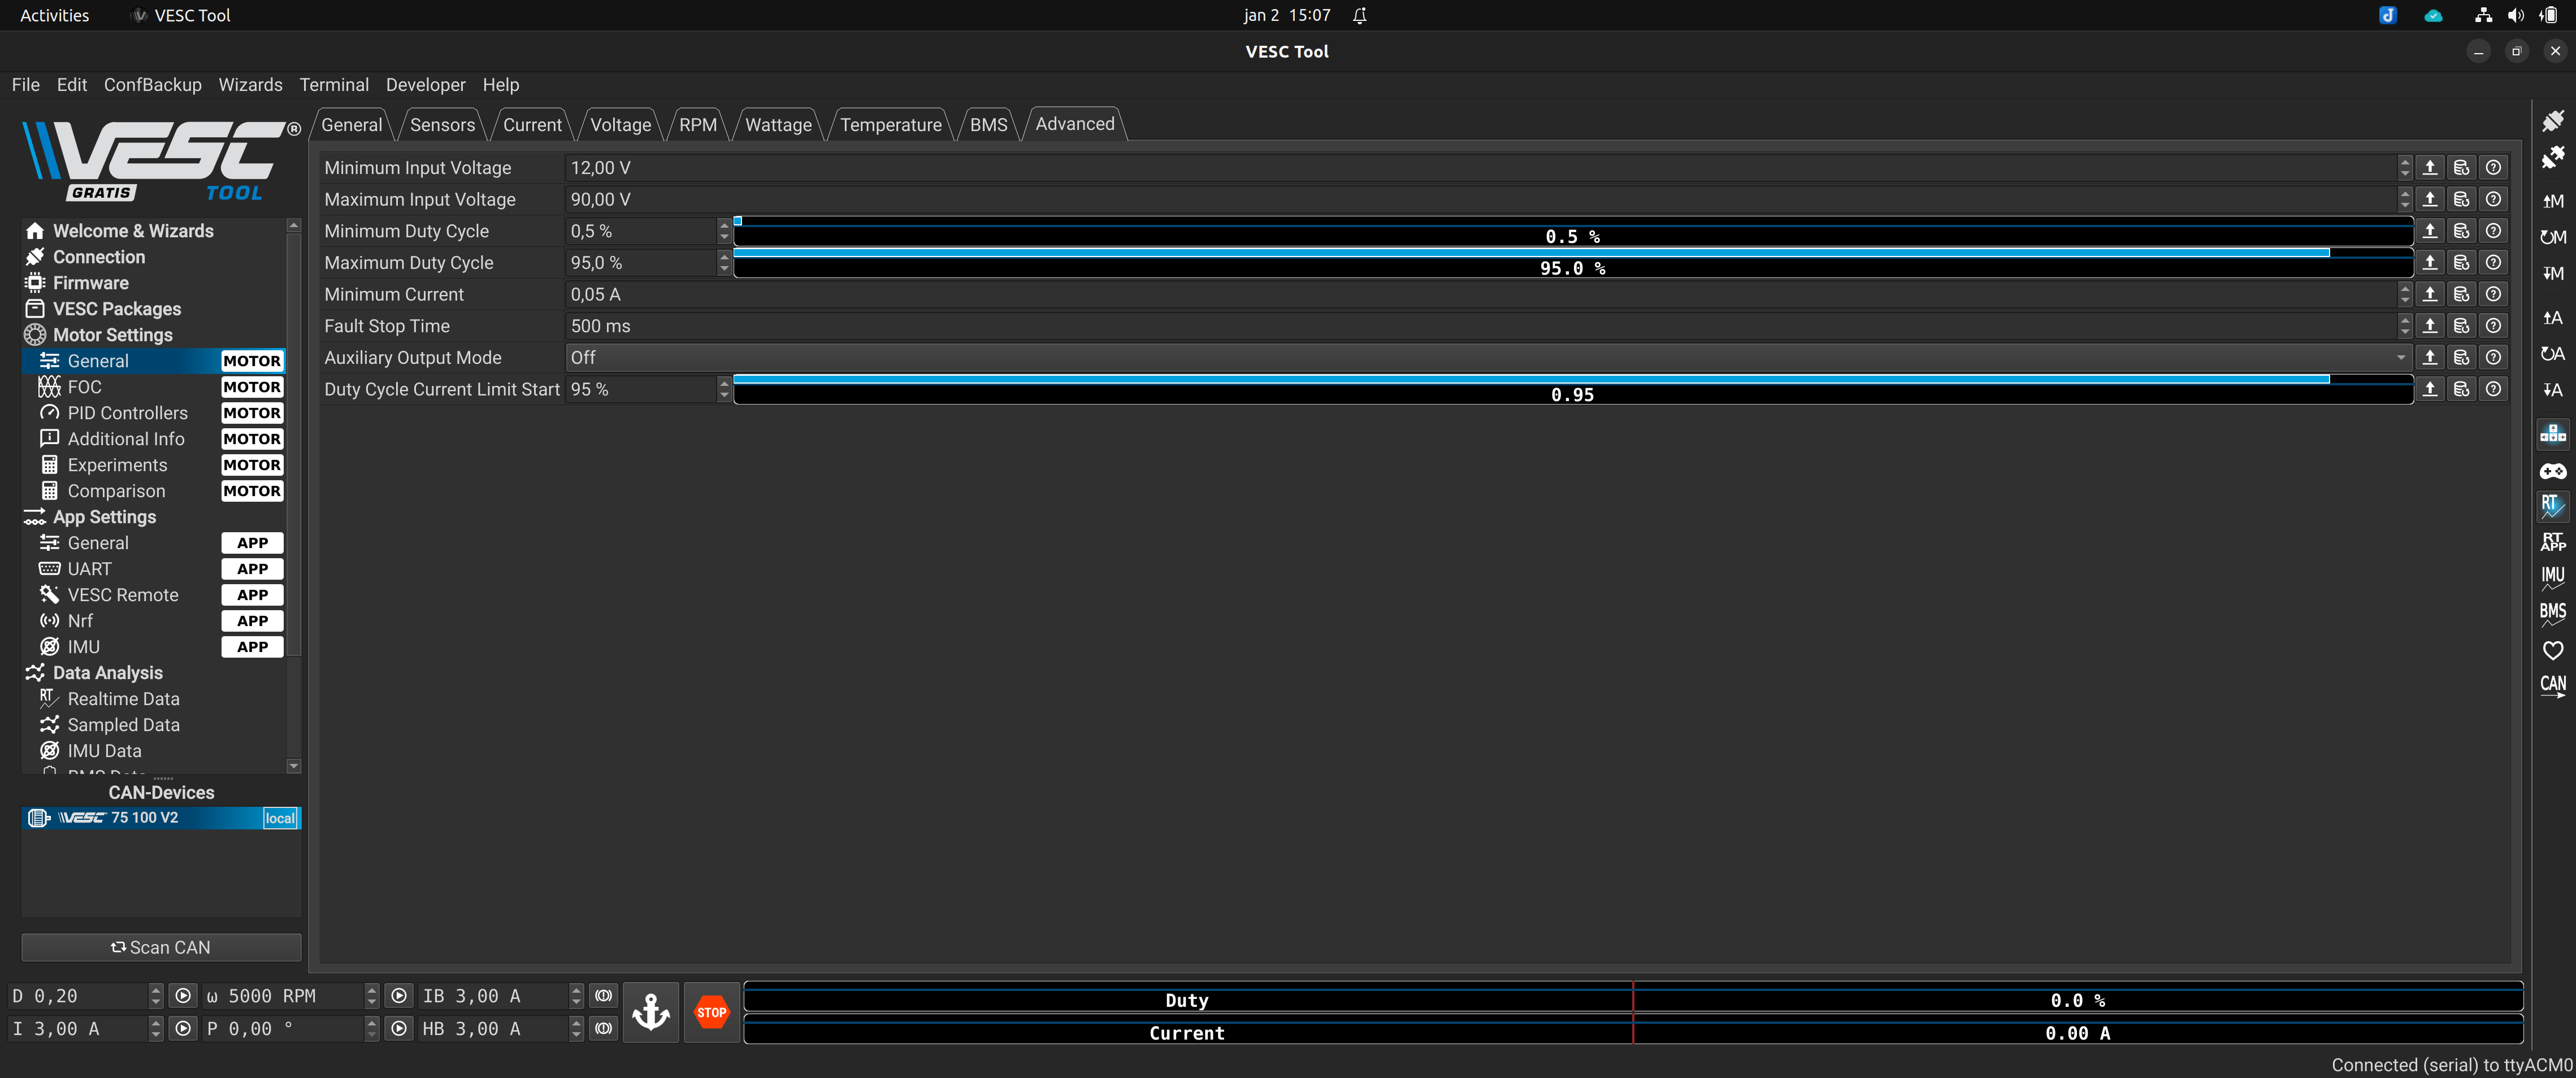 Activities VESC Tool jan 2 15:07
VESC Tool
File Edit ConfBackup Wizards Terminal Developer Help
VESC® GRATIS TOOL
General Sensors Current Voltage RPM Wattage Temperature BMS Advanced
Minimum Input Voltage 12,00 V
Maximum Input Voltage 90,00 V
Minimum Duty Cycle 0,5 % 0.5 %
Maximum Duty Cycle 95,0 % 95.0 %
Minimum Current 0,05 A
Fault Stop Time 500 ms
Auxiliary Output Mode Off
Duty Cycle Current Limit Start 95 % 0.95
Welcome & Wizards
Connection
Firmware
VESC Packages
Motor Settings
General MOTOR
FOC MOTOR
PID Controllers MOTOR
Additional Info MOTOR
Experiments MOTOR
Comparison MOTOR
App Settings
General APP
UART APP
VESC Remote APP
Nrf APP
IMU APP
Data Analysis
RT Realtime Data
Sampled Data
IMU Data
CAN-Devices
VESC 75 100 V2 local
Scan CAN
M
M
M
A
A
A
RT
RT APP
IMU
BMS
CAN
D 0,20 ω 5000 RPM IB 3,00 A
I 3,00 A P 0,00 ° HB 3,00 A
STOP
Duty 0.0 %
Current 0.00 A
Connected (serial) to ttyACM0